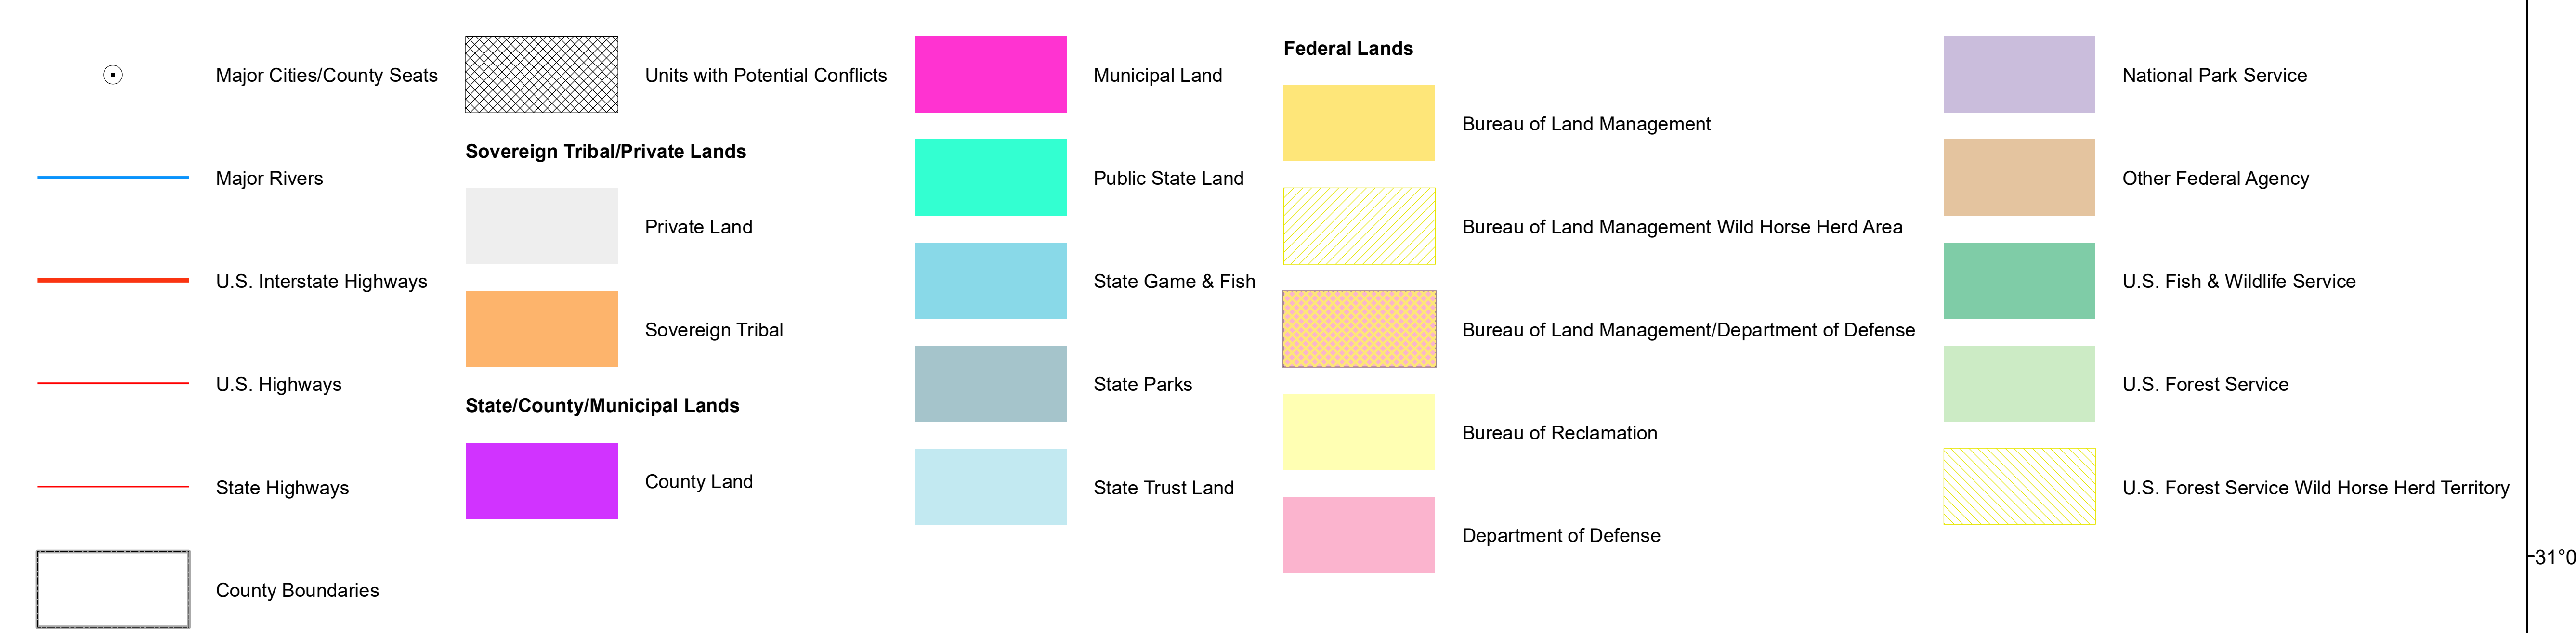 Major Cities/County Seats
Major Rivers
U.S. Interstate Highways
U.S. Highways
State Highways
County Boundaries
Units with Potential Conflicts
Sovereign Tribal/Private Lands
Private Land
Sovereign Tribal
State/County/Municipal Lands
County Land
Municipal Land
Public State Land
State Game & Fish
State Parks
State Trust Land
Federal Lands
Bureau of Land Management
Bureau of Land Management Wild Horse Herd Area
Bureau of Land Management/Department of Defense
Bureau of Reclamation
Department of Defense
National Park Service
Other Federal Agency
U.S. Fish & Wildlife Service
U.S. Forest Service
U.S. Forest Service Wild Horse Herd Territory
31°0